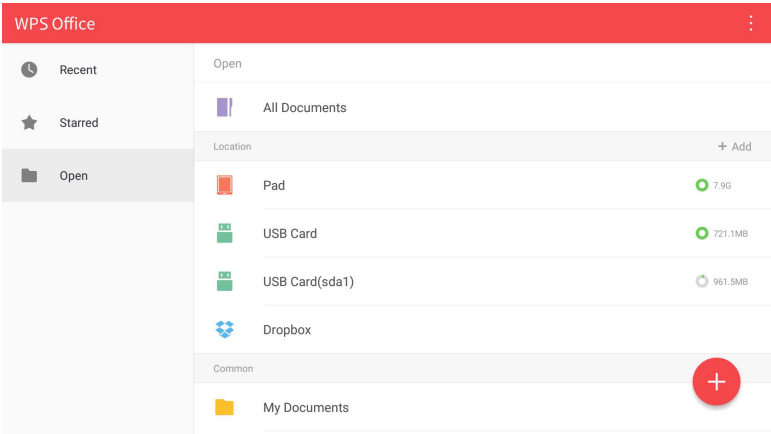 WPS Office
Recent
Starred
Open
Open
All Documents
Location
+ Add
Pad
7.9G
USB Card
721.1MB
USB Card(sda1)
961.5MB
Dropbox
Common
My Documents